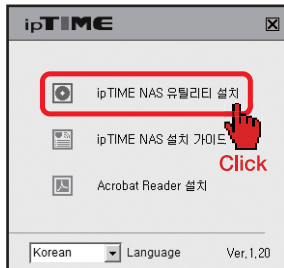 ipTIME
ipTIME NAS 유틸리티 설치
ipTIME NAS 설치 가이드
Click
Acrobat Reader 설치
Korean Language Ver,1,20